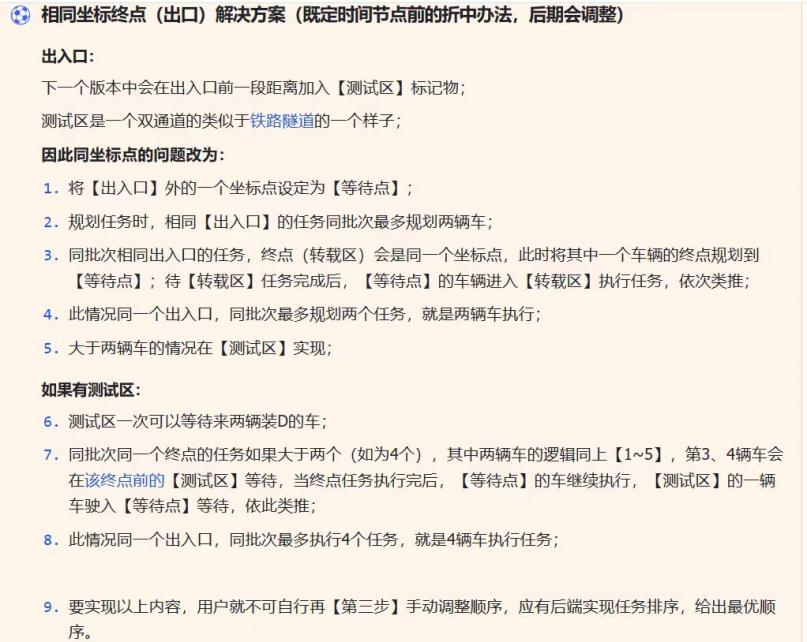 相同坐标终点（出口）解决方案（既定时间节点前的折中办法，后期会调整）
出入口：
下一个版本中会在出入口前一段距离加入【测试区】标记物；
测试区是一个双通道的类似于铁路隧道的一个样子；
因此同坐标点的问题改为：
1. 将【出入口】外的一个坐标点设定为【等待点】；
2. 规划任务时，相同【出入口】的任务同批次最多规划两辆车；
3. 同批次相同出入口的任务，终点（转载区）会是同一个坐标点，此时将其中一个车辆的终点规划到
【等待点】；待【转载区】任务完成后，【等待点】的车辆进入【转载区】执行任务，依次类推；
4. 此情况同一个出入口，同批次最多规划两个任务，就是两辆车执行；
5. 大于两辆车的情况在【测试区】实现；
如果有测试区：
6. 测试区一次可以等待来两辆装D的车；
7. 同批次同一个终点的任务如果大于两个（如为4个），其中两辆车的逻辑同上【1~5】，第3、4辆车会
在该终点前的【测试区】等待，当终点任务执行完后，【等待点】的车继续执行，【测试区】的一辆
车驶入【等待点】等待，依此类推；
8. 此情况同一个出入口，同批次最多执行4个任务，就是4辆车执行任务；
9. 要实现以上内容，用户就不可自行再【第三步】手动调整顺序，应有后端实现任务排序，给出最优顺
序。